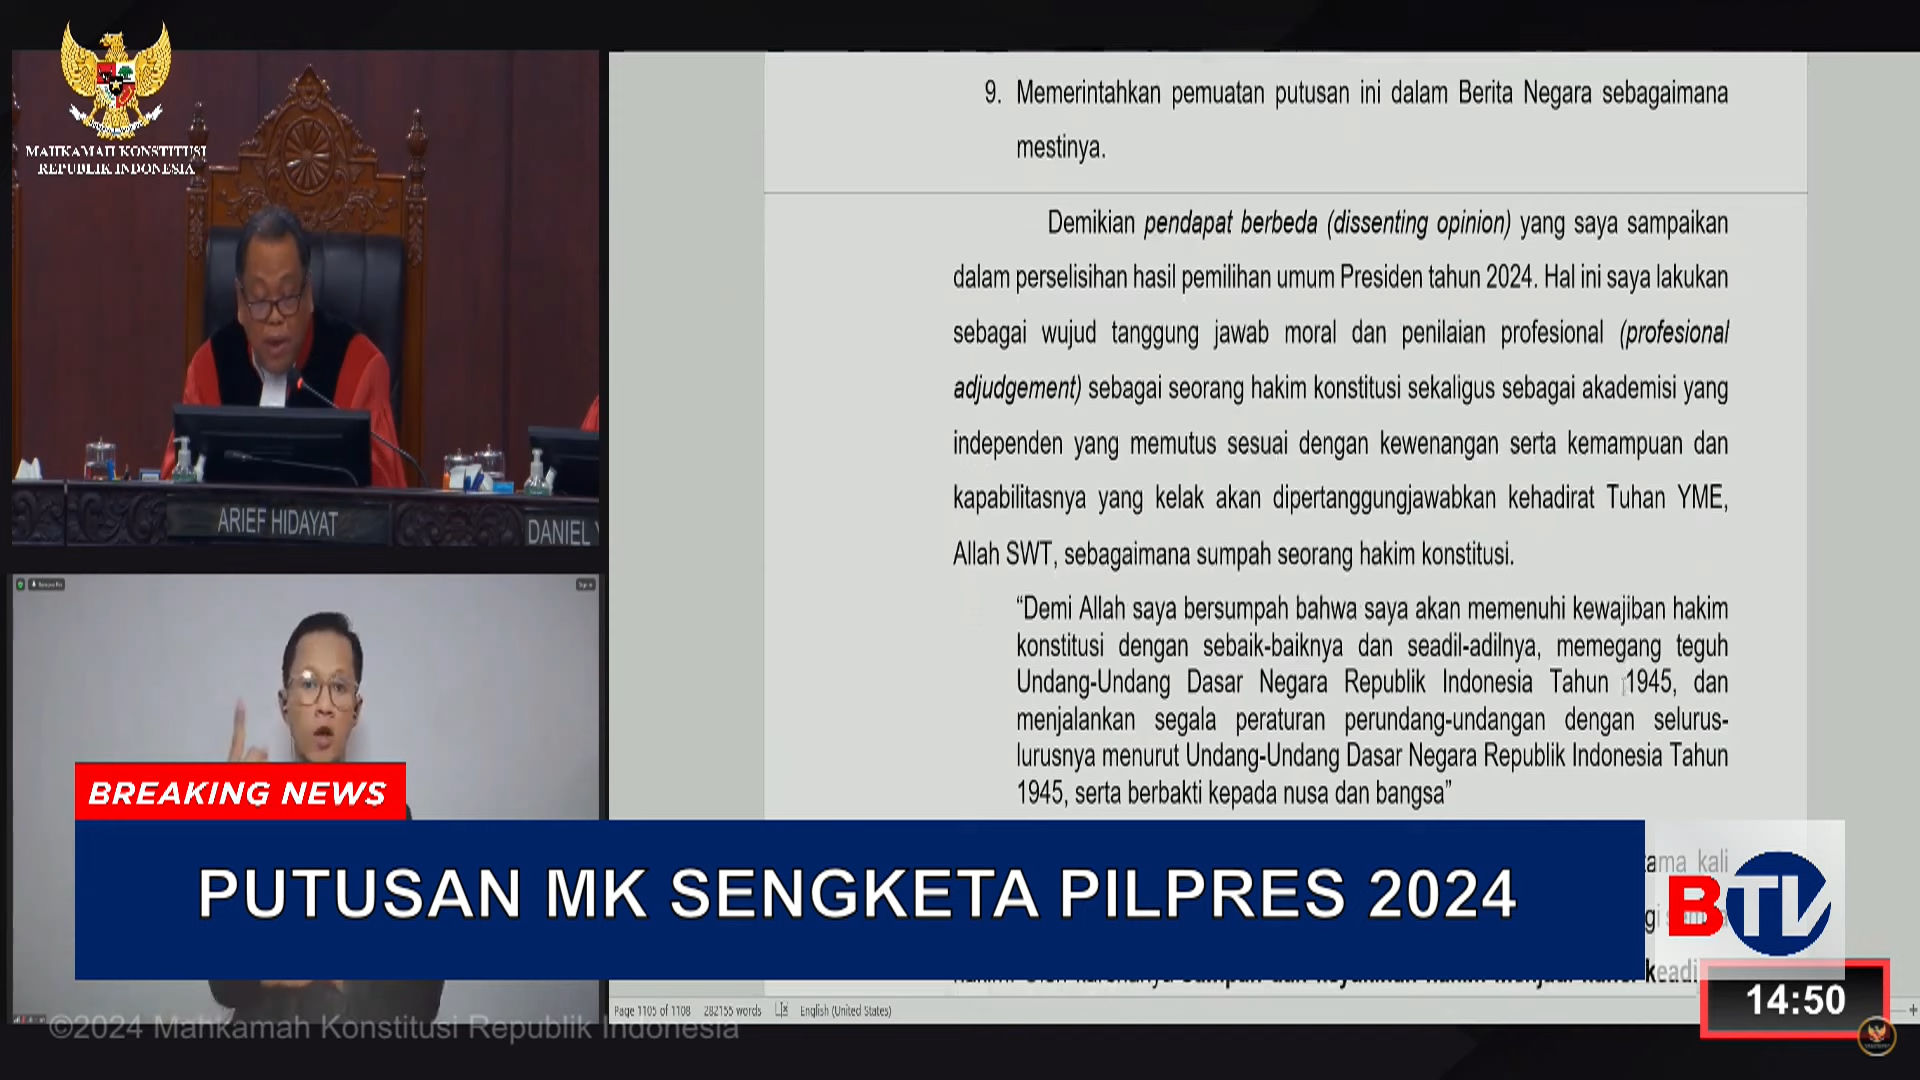 MAHKAMAH KONSTITUSI
REPUBLIK INDONESIA
ARIEF HIDAYAT
DANIEL
9. Memerintahkan pemuatan putusan ini dalam Berita Negara sebagaimana
mestinya.
Demikian pendapat berbeda (dissenting opinion) yang saya sampaikan
dalam perselisihan hasil pemilihan umum Presiden tahun 2024. Hal ini saya lakukan
sebagai wujud tanggung jawab moral dan penilaian profesional (profesional
adjudgement) sebagai seorang hakim konstitusi sekaligus sebagai akademisi yang
independen yang memutus sesuai dengan kewenangan serta kemampuan dan
kapabilitasnya yang kelak akan dipertanggungjawabkan kehadirat Tuhan YME,
Allah SWT, sebagaimana sumpah seorang hakim konstitusi.
“Demi Allah saya bersumpah bahwa saya akan memenuhi kewajiban hakim
konstitusi dengan sebaik-baiknya dan seadil-adilnya, memegang teguh
Undang-Undang Dasar Negara Republik Indonesia Tahun 1945, dan
menjalankan segala peraturan perundang-undangan dengan selurus-
lurusnya menurut Undang-Undang Dasar Negara Republik Indonesia Tahun
1945, serta berbakti kepada nusa dan bangsa”
kali
BREAKING NEWS
PUTUSAN MK SENGKETA PILPRES 2024
BTV
14:50
Page 1105 of 1108 282155 words English (United States)
©2024 Mahkamah Konstitusi Republik Indonesia